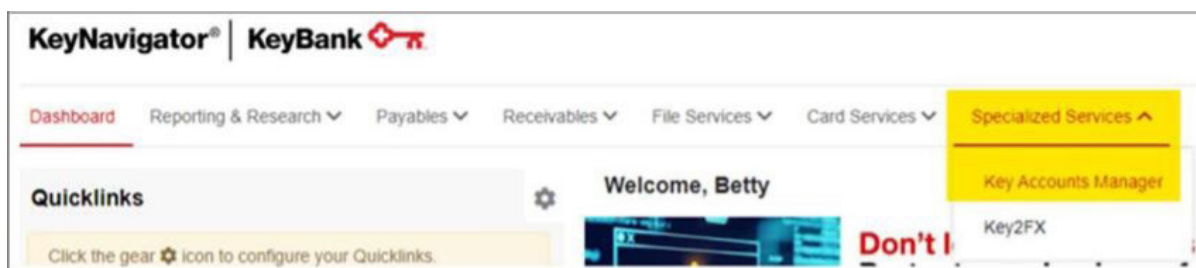 KeyNavigator® | KeyBank
Dashboard Reporting & Research Payables Receivables File Services Card Services Specialized Services
Quicklinks
Welcome, Betty
Key Accounts Manager
Key2FX
Click the gear icon to configure your Quicklinks.
Don't